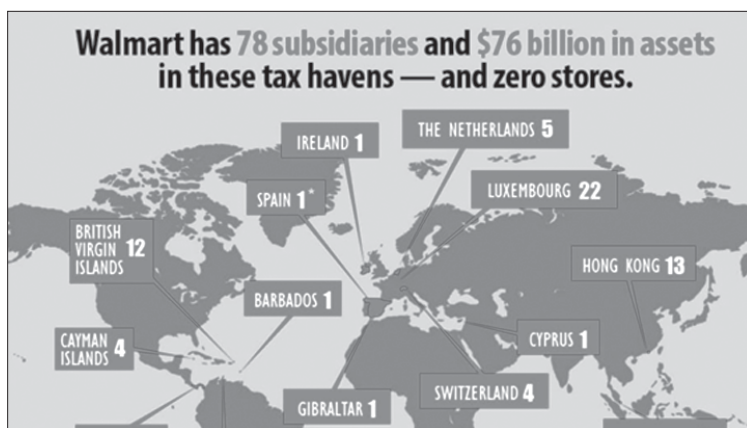 Walmart has 78 subsidiaries and $76 billion in assets
in these tax havens — and zero stores.
THE NETHERLANDS 5
IRELAND 1
LUXEMBOURG 22
SPAIN 1*
BRITISH
VIRGIN 12
ISLANDS
HONG KONG 13
BARBADOS 1
CAYMAN
ISLANDS 4
CYPRUS 1
SWITZERLAND 4
GIBRALTAR 1